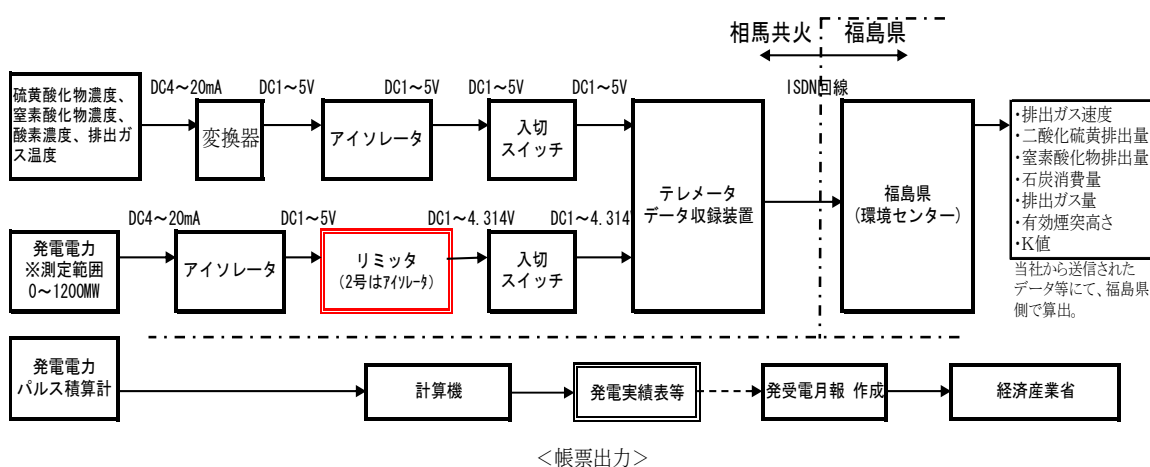 相馬共火 福島県
ISDN回線
DC4～20mA DC1～5V DC1～5V DC1～5V DC1～5V
硫黄酸化物濃度、
窒素酸化物濃度、
酸素濃度、排出ガ
ス温度
変換器
アイソレータ
入切
スイッチ
テレメータ
データ収録装置
福島県
(環境センター)
・排出ガス速度
・二酸化硫黄排出量
・窒素酸化物排出量
・石炭消費量
・排出ガス量
・有効煙突高さ
・K値
当社から送信された
データ等にて、福島県
側で算出。
DC4～20mA DC1～5V DC1～4.314V DC1～4.314V
発電電力
※測定範囲
0～1200MW
アイソレータ
リミッタ
(2号はアイソレータ)
入切
スイッチ
発電電力
パルス積算計
計算機
発電実績表等
発受電月報 作成
経済産業省
＜帳票出力＞